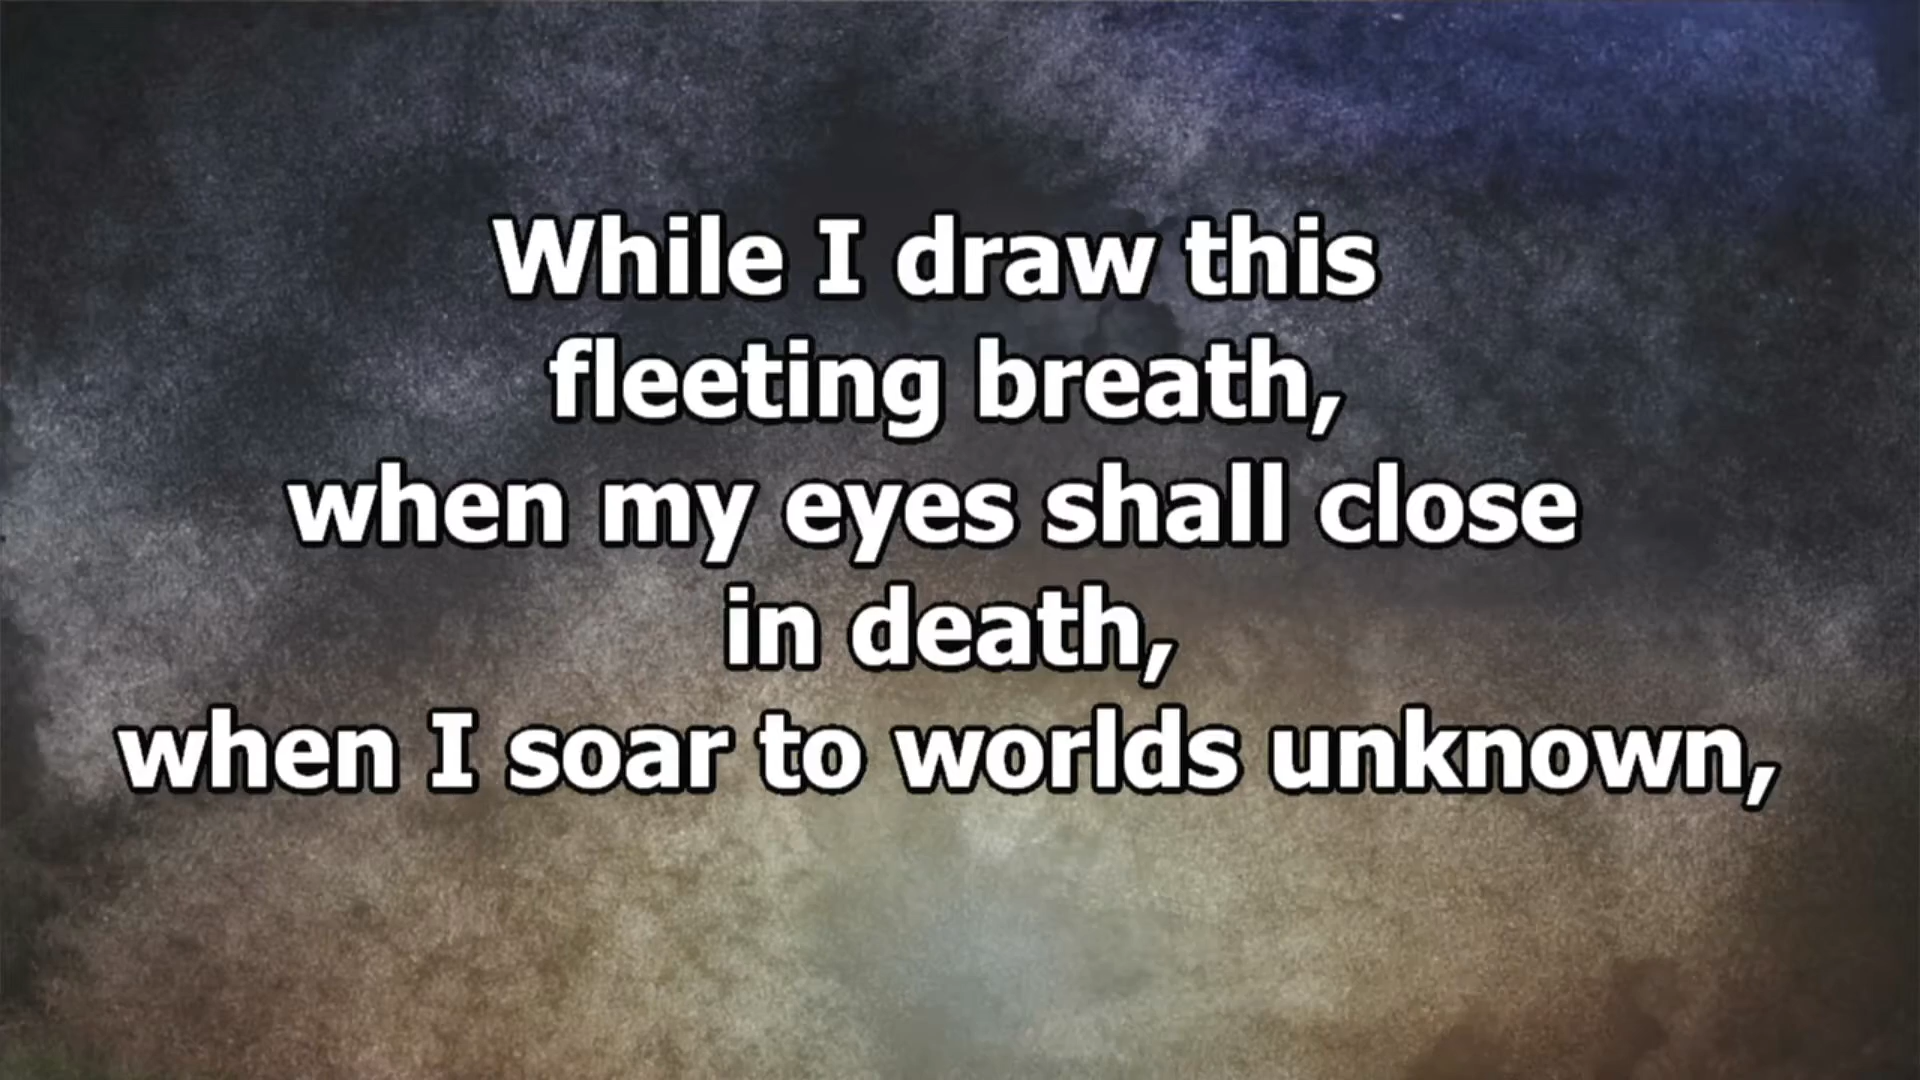 While I draw this
fleeting breath,
when my eyes shall close
in death,
when I soar to worlds unknown,